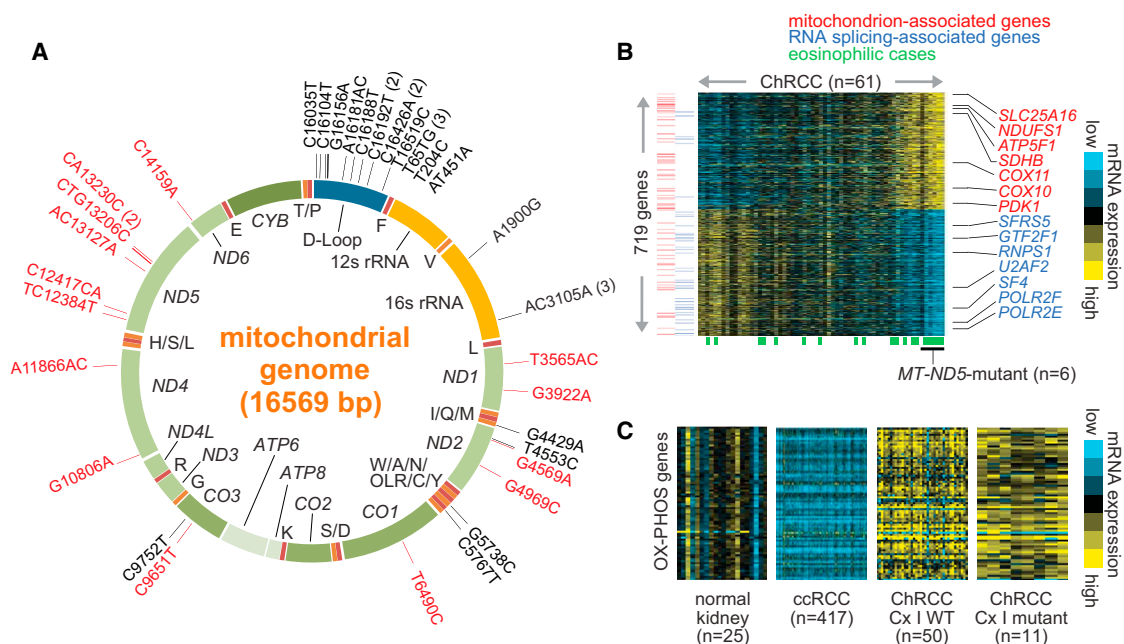 A
C16035T
C16104T
G16156A
A16181AC
C16188T
C16192T (2)
C16426A (2)
T16519C
T65TG (3)
T204C
AT451A
A1900G
AC3105A (3)
T3565AC
G3922A
G4429A
T4553C
G4569A
G4969C
G5738C
C5767T
T6490C
C9651T
C9752T
G10806A
A11866AC
TC12384T
C12417CA
AC13127A
CTG13206C
CA13230C (2)
C14159A
T/P
D-Loop
F
12s rRNA
V
16s rRNA
L
ND1
I/Q/M
ND2
W/A/N/
OLR/C/Y
CO1
S/D
CO2
K
ATP8
ATP6
CO3
G
ND3
R
ND4L
ND4
H/S/L
ND5
ND6
E
CYB
mitochondrial
genome
(16569 bp)
mitochondrion-associated genes
RNA splicing-associated genes
eosinophilic cases
B
ChRCC (n=61)
719 genes
SLC25A16
NDUFS1
ATP5F1
SDHB
COX11
COX10
PDK1
SFRS5
GTF2F1
RNPS1
U2AF2
SF4
POLR2F
POLR2E
low
mRNA expression
high
MT-ND5-mutant (n=6)
C
OX-PHOS genes
low
mRNA expression
high
normal
kidney
(n=25)
ccRCC
(n=417)
ChRCC
Cx I WT
(n=50)
ChRCC
Cx I mutant
(n=11)